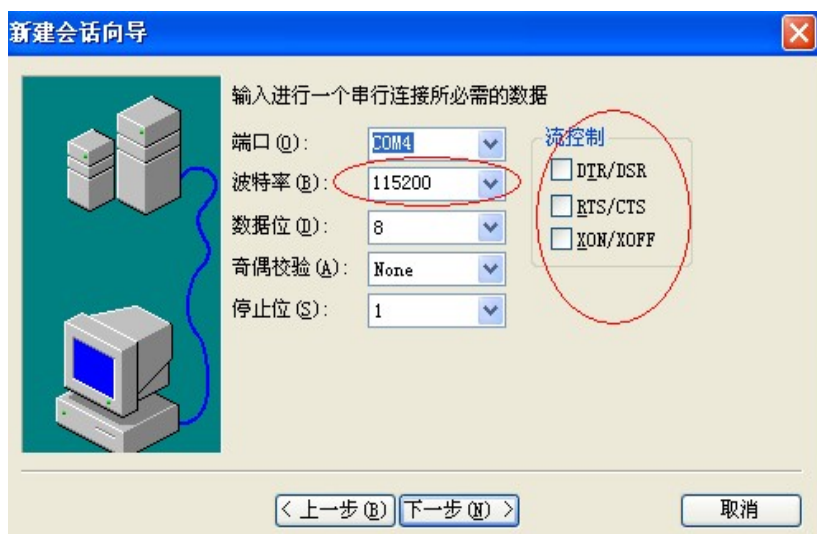 新建会话向导
输入进行一个串行连接所必需的数据
端口(O): COM4
波特率(B): 115200
数据位(D): 8
奇偶校验(A): None
停止位(S): 1
流控制
DTR/DSR
RTS/CTS
XON/XOFF
< 上一步(B) 下一步(N) > 取消